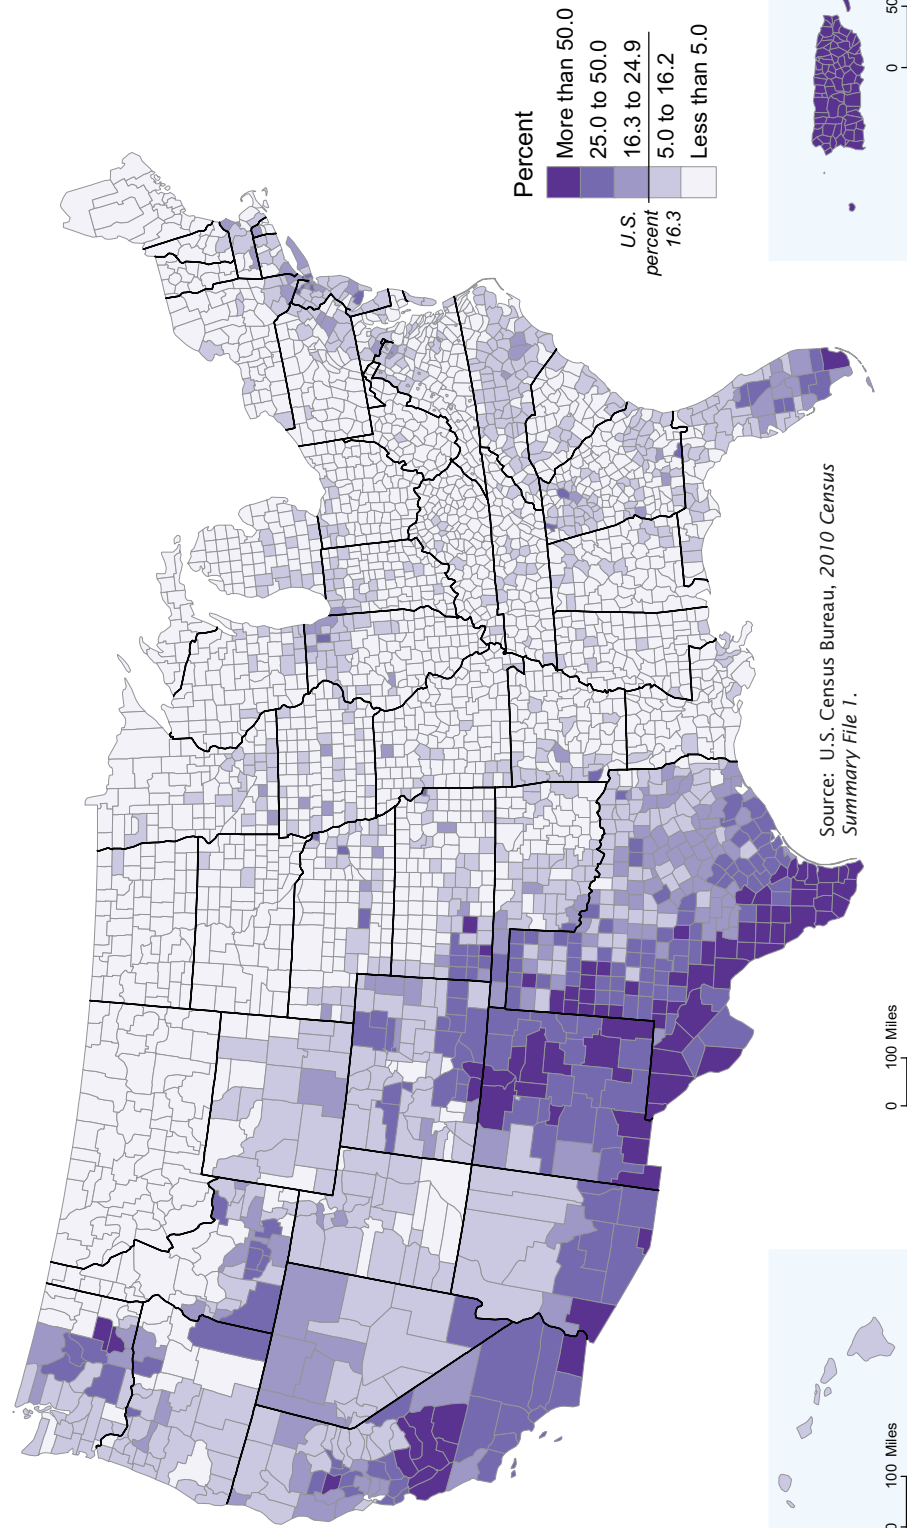 Percent
More than 50.0
25.0 to 50.0
16.3 to 24.9
5.0 to 16.2
Less than 5.0
U.S.
percent
16.3
Source: U.S. Census Bureau, 2010 Census
Summary File 1.
0 100 Miles
100 Miles
0